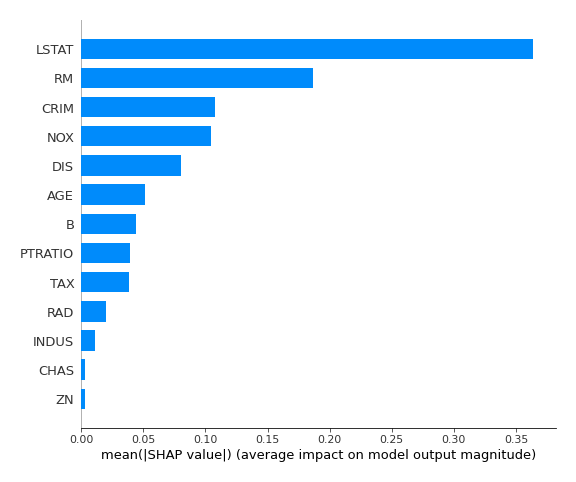 LSTAT
RM
CRIM
NOX
DIS
AGE
B
PTRATIO
TAX
RAD
INDUS
CHAS
ZN
0.00 0.05 0.10 0.15 0.20 0.25 0.30 0.35
mean(|SHAP value|) (average impact on model output magnitude)